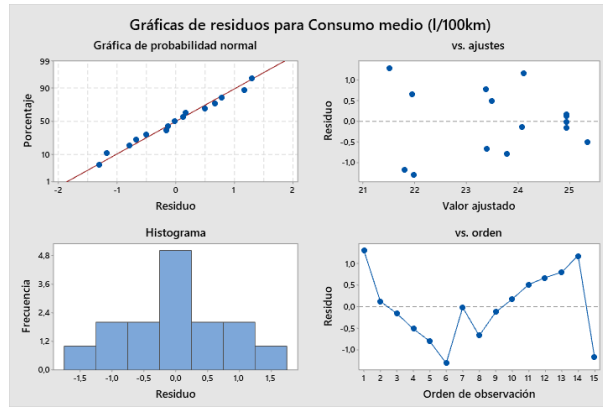 Gráficas de residuos para Consumo medio (l/100km)
Gráfica de probabilidad normal
vs. ajustes
99
90
50
10
1
Porcentaje
-2 -1 0 1 2
Residuo
1,0
0,5
0,0
-0,5
-1,0
Residuo
21 22 23 24 25
Valor ajustado
Histograma
vs. orden
4,8
3,6
2,4
1,2
0,0
Frecuencia
-1,5 -1,0 -0,5 0,0 0,5 1,0 1,5
Residuo
1,0
0,5
0,0
-0,5
-1,0
Residuo
1 2 3 4 5 6 7 8 9 10 11 12 13 14 15
Orden de observación